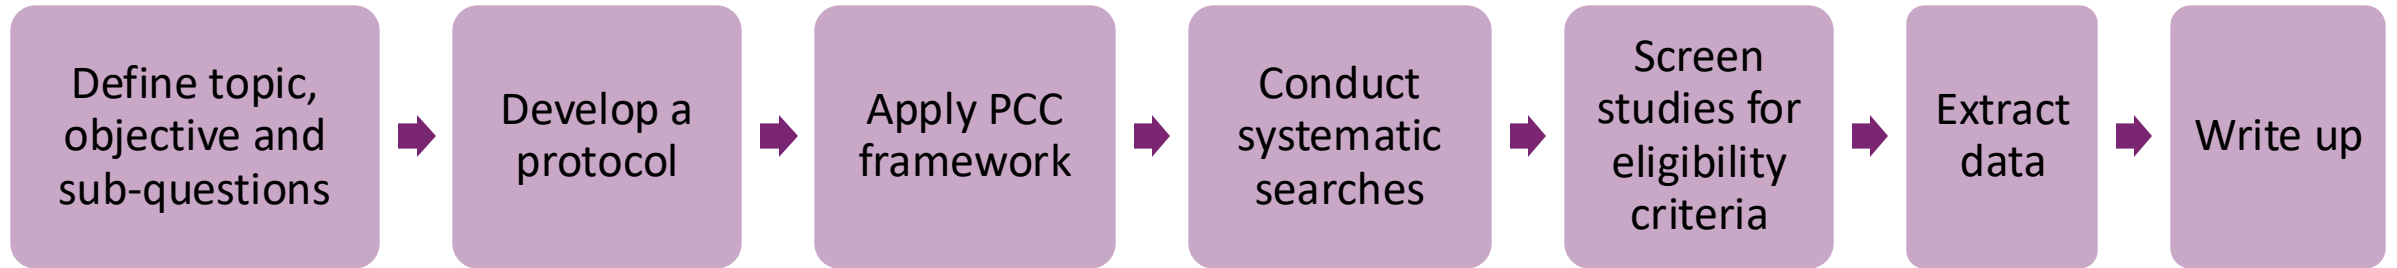 Define topic,
objective and
sub-questions
Develop a
protocol
Apply PCC
framework
Conduct
systematic
searches
Screen
studies for
eligibility
criteria
Extract
data
Write up